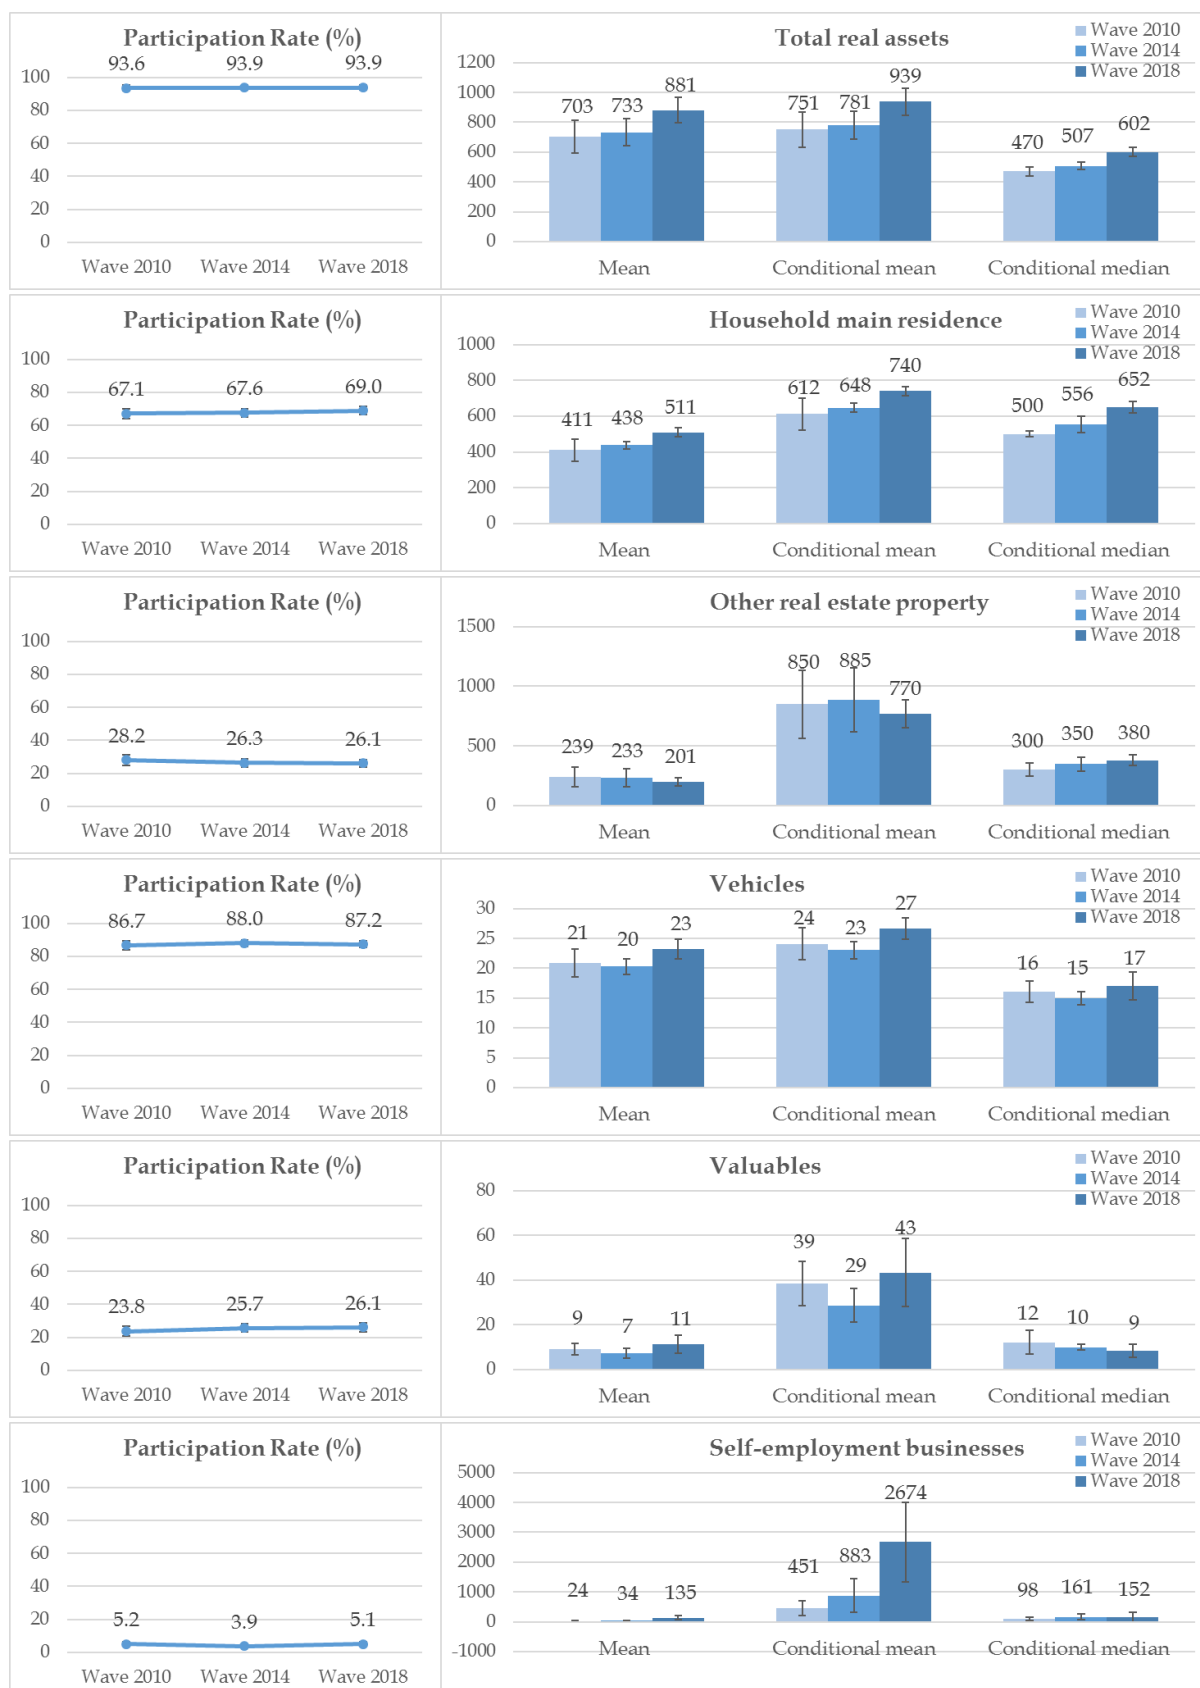 Participation Rate (%)
93.6 93.9 93.9
100
80
60
40
20
0
Wave 2010 Wave 2014 Wave 2018
Total real assets
Wave 2010
Wave 2014
Wave 2018
1200
1000
800
600
400
200
0
703 733 881 751 781 939 470 507 602
Mean Conditional mean Conditional median
Participation Rate (%)
100
80
60
40
20
0
67.1 67.6 69.0
Wave 2010 Wave 2014 Wave 2018
Household main residence
Wave 2010
Wave 2014
Wave 2018
1000
800
600
400
200
0
411 438 511 612 648 740 500 556 652
Mean Conditional mean Conditional median
Participation Rate (%)
100
80
60
40
20
0
28.2 26.3 26.1
Wave 2010 Wave 2014 Wave 2018
Other real estate property
Wave 2010
Wave 2014
Wave 2018
1500
1000
500
0
239 233 201 850 885 770 300 350 380
Mean Conditional mean Conditional median
Participation Rate (%)
100
80
60
40
20
0
86.7 88.0 87.2
Wave 2010 Wave 2014 Wave 2018
Vehicles
Wave 2010
Wave 2014
Wave 2018
30
25
20
15
10
5
0
21 20 23 24 23 27 16 15 17
Mean Conditional mean Conditional median
Participation Rate (%)
100
80
60
40
20
0
23.8 25.7 26.1
Wave 2010 Wave 2014 Wave 2018
Valuables
Wave 2010
Wave 2014
Wave 2018
80
60
40
20
0
9 7 11 39 29 43 12 10 9
Mean Conditional mean Conditional median
Participation Rate (%)
100
80
60
40
20
0
5.2 3.9 5.1
Wave 2010 Wave 2014 Wave 2018
Self-employment businesses
Wave 2010
Wave 2014
Wave 2018
5000
4000
3000
2000
1000
0
-1000
24 34 135 451 883 2674 98 161 152
Mean Conditional mean Conditional median